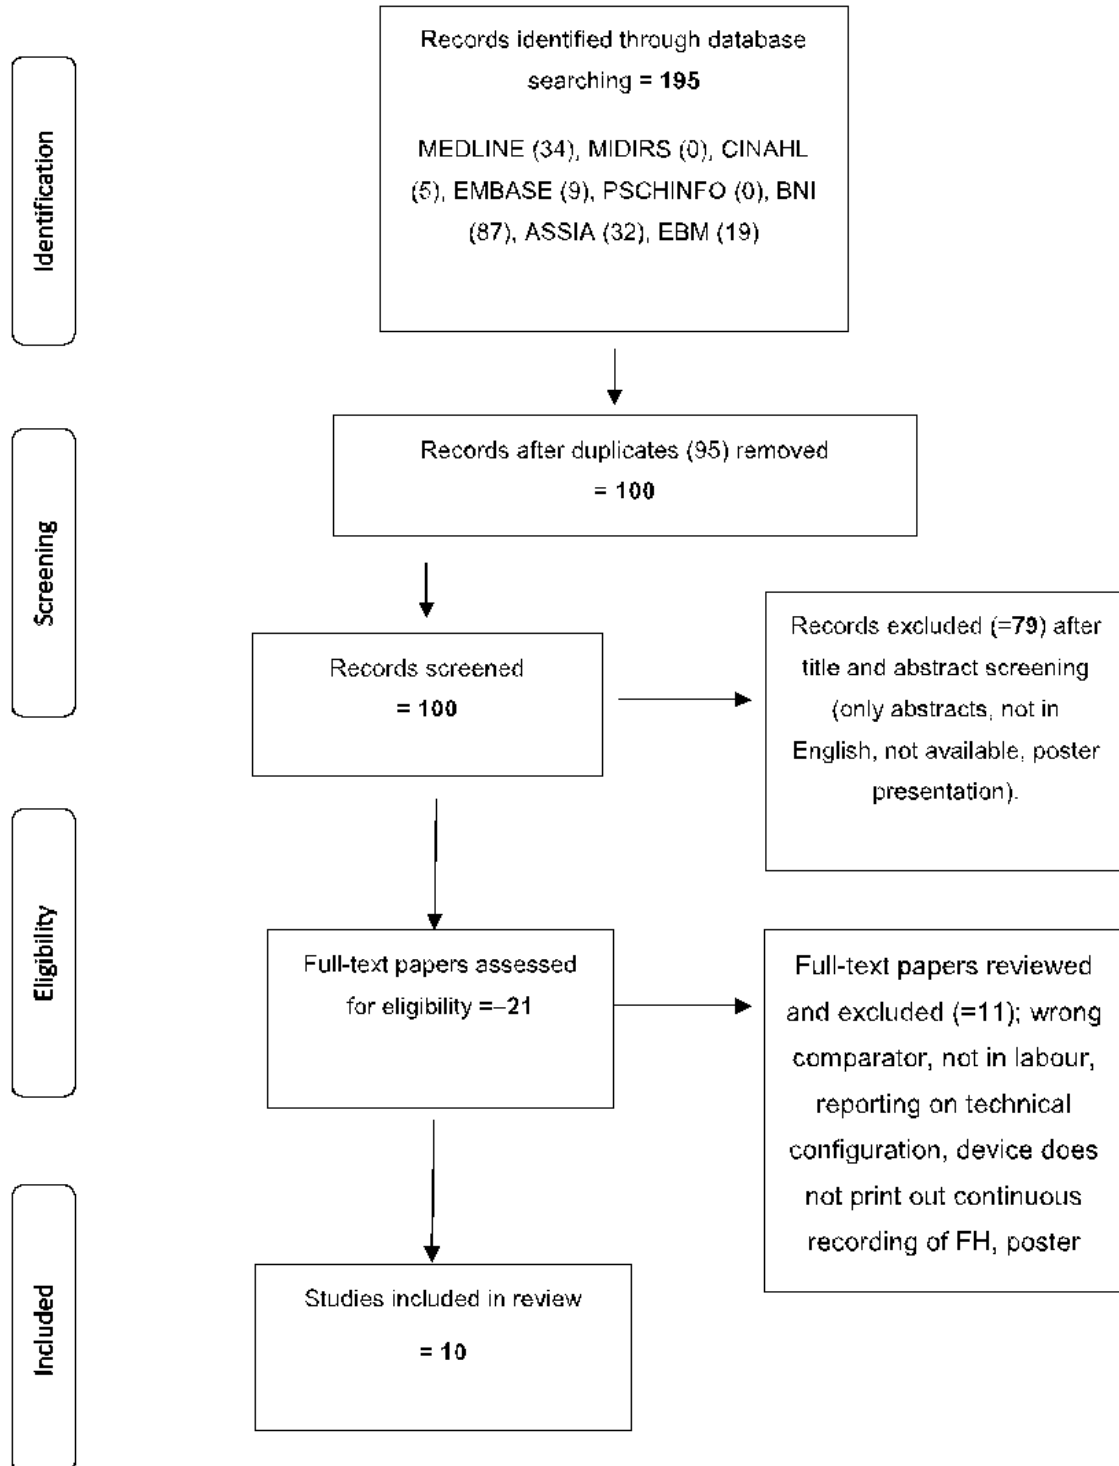 Identification
Records identified through database
searching = 195
MEDLINE (34), MIDIRS (0), CINAHL
(5), EMBASE (9), PSCHINFO (0), BNI
(87), ASSIA (32), EBM (19)
Screening
Records after duplicates (95) removed
= 100
Records screened
= 100
Records excluded (=79) after
title and abstract screening
(only abstracts, not in
English, not available, poster
presentation).
Eligibility
Full-text papers assessed
for eligibility =–21
Full-text papers reviewed
and excluded (=11); wrong
comparator, not in labour,
reporting on technical
configuration, device does
not print out continuous
recording of FH, poster
Included
Studies included in review
= 10